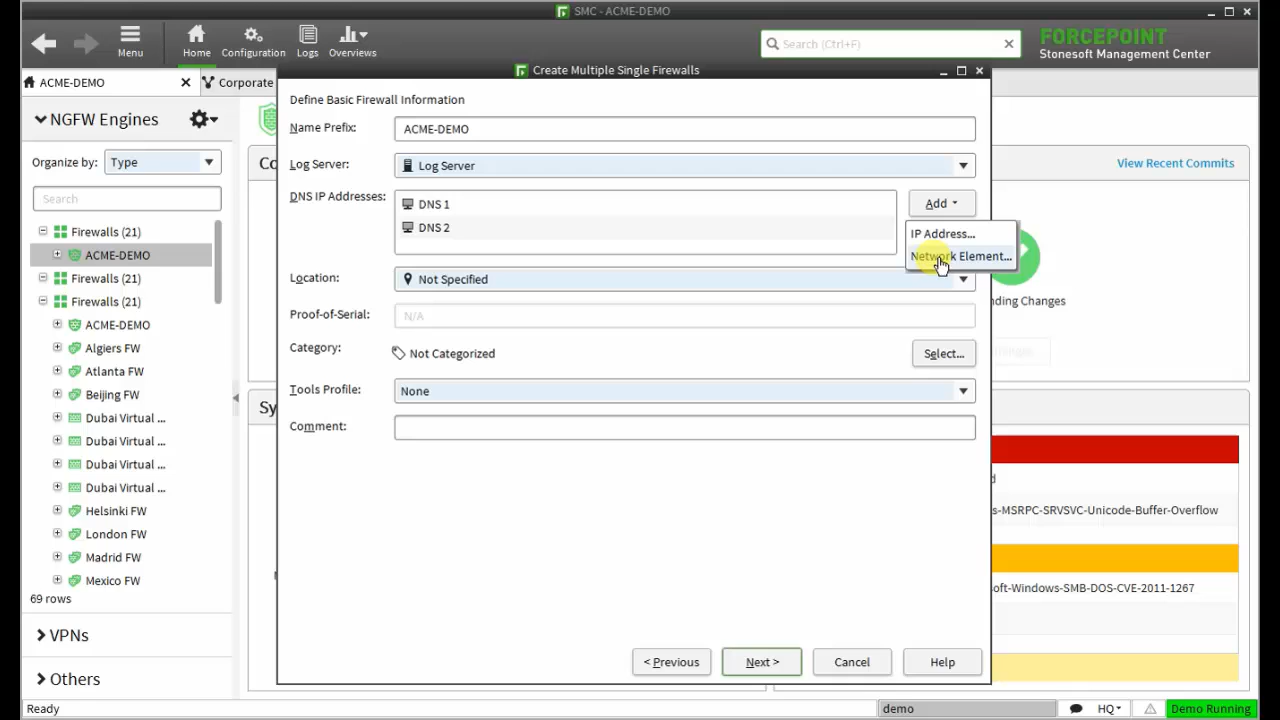 SMC - ACME-DEMO
Menu
Home
Configuration
Logs
Overviews
Search (Ctrl+F)
FORCEPOINT
Stonesoft Management Center
ACME-DEMO
Corporate
NGFW Engines
Organize by:
Type
Search
Firewalls (21)
ACME-DEMO
Firewalls (21)
Firewalls (21)
ACME-DEMO
Algiers FW
Atlanta FW
Beijing FW
Dubai Virtual ...
Dubai Virtual ...
Dubai Virtual ...
Dubai Virtual ...
Helsinki FW
London FW
Madrid FW
Mexico FW
69 rows
VPNs
Others
Create Multiple Single Firewalls
Define Basic Firewall Information
Name Prefix:
ACME-DEMO
Log Server:
Log Server
DNS IP Addresses:
DNS 1
DNS 2
Add
IP Address...
Network Element...
Location:
Not Specified
Proof-of-Serial:
N/A
Category:
Not Categorized
Select...
Tools Profile:
None
Comment:
< Previous
Next >
Cancel
Help
Co
View Recent Commits
nding Changes
Sy
d
s-MSRPC-SRVSVC-Unicode-Buffer-Overflow
oft-Windows-SMB-DOS-CVE-2011-1267
Ready
demo
HQ
Demo Running